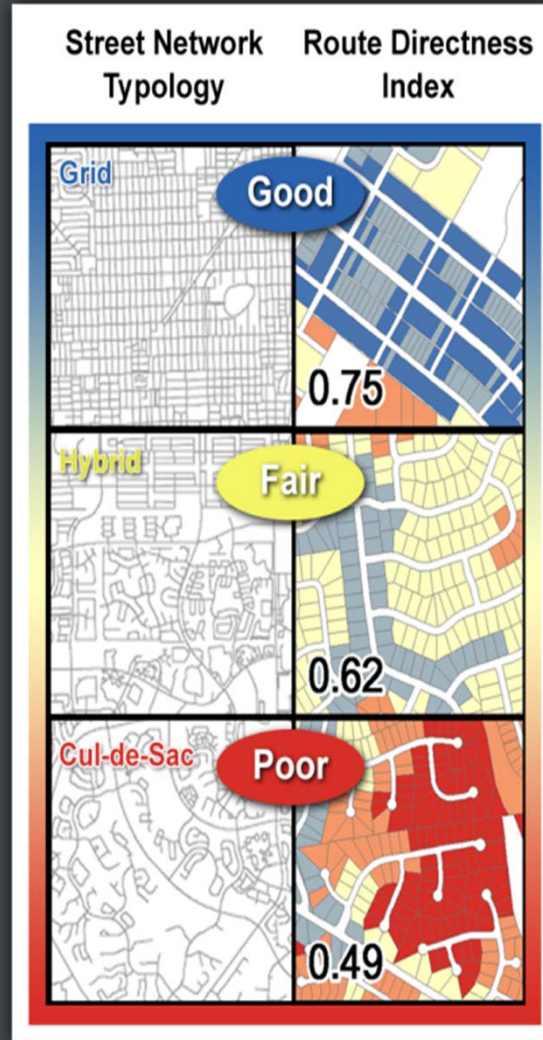 Street Network
Typology
Route Directness
Index
Grid
Good
0.75
Hybrid
Fair
0.62
Cul-de-Sac
Poor
0.49